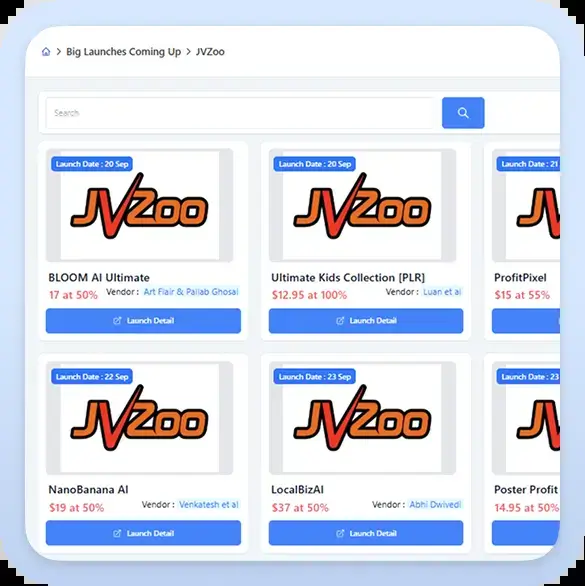 Big Launches Coming Up > JVZoo
Search
Launch Date : 20 Sep
Launch Date : 20 Sep
Launch Date : 21
JVZoo
JVZoo
JV
BLOOM AI Ultimate
Ultimate Kids Collection [PLR]
ProfitPixel
17 at 50% Vendor : Art Flair & Pallab Ghosal
$12.95 at 100% Vendor : Luan et al
$15 at 55%
Launch Detail
Launch Detail
Launch Date : 22 Sep
Launch Date : 23 Sep
Launch Date : 23
JVZoo
JVZoo
JV
NanoBanana AI
LocalBizAI
Poster Profit
$19 at 50% Vendor : Venkatesh et al
$37 at 50% Vendor : Abhi Dwivedi
14.95 at 50%
Launch Detail
Launch Detail